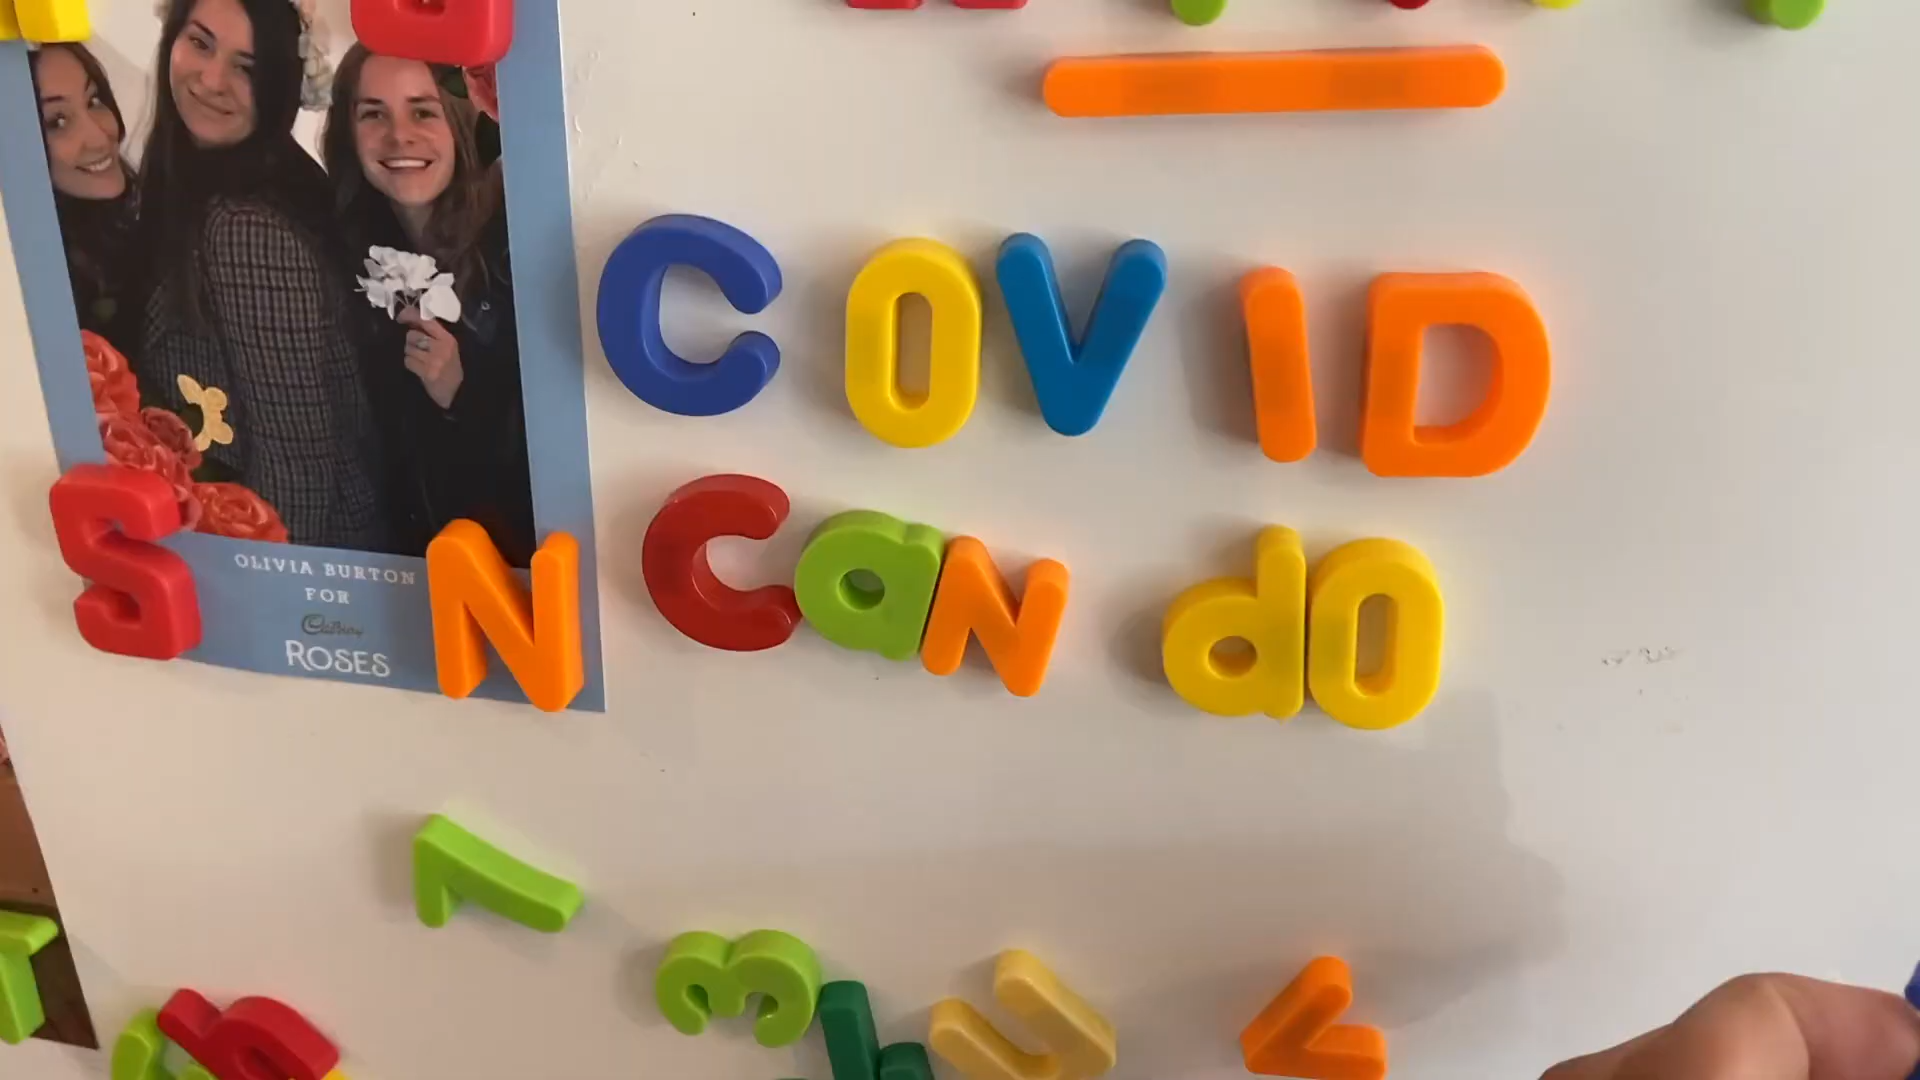 COVID
CaN dO
S N
OLIVIA BURTON
FOR
Cadbury
ROSES